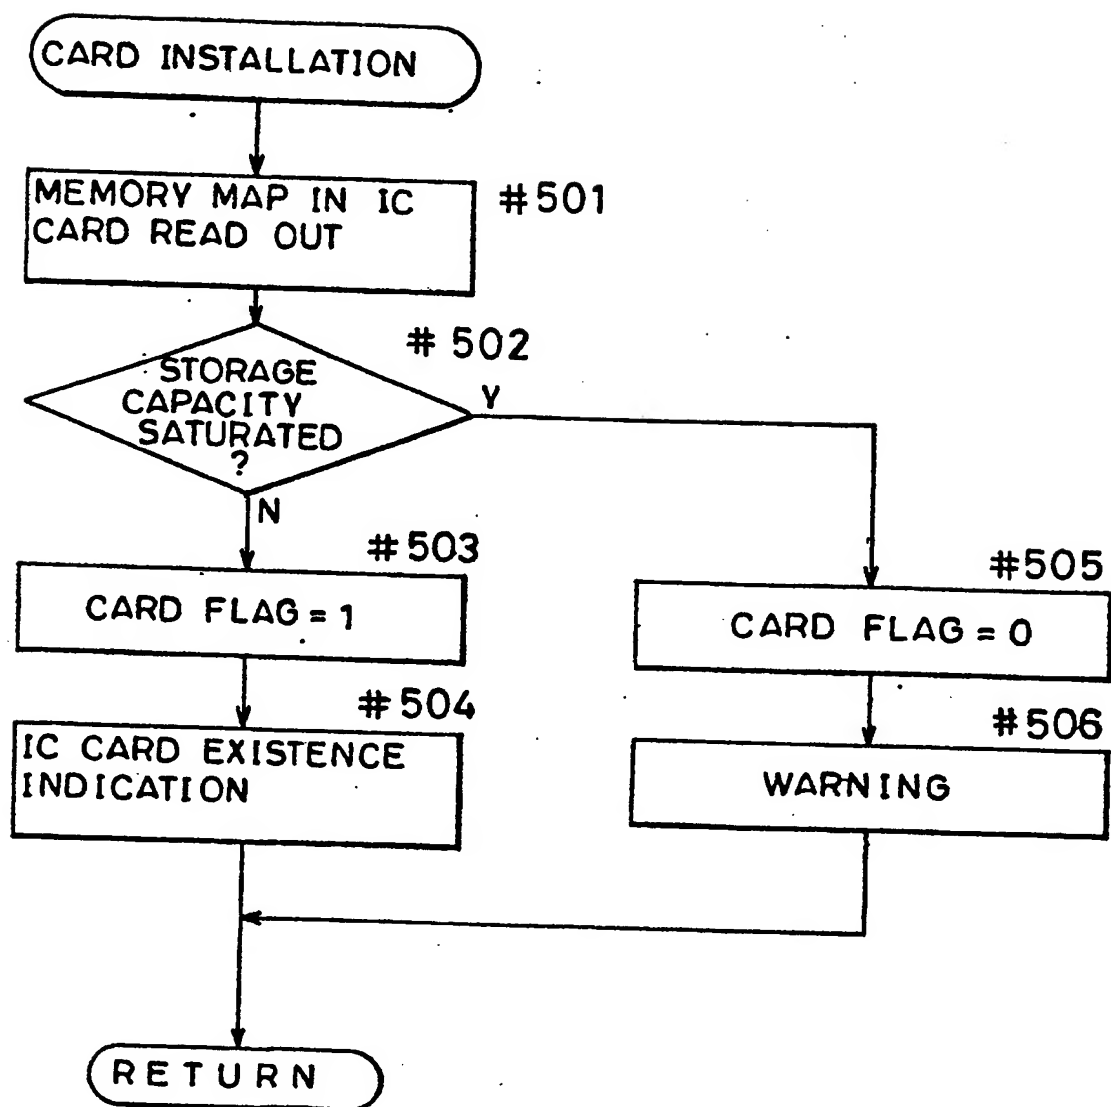 CARD INSTALLATION
MEMORY MAP IN IC
CARD READ OUT
#501
#502
STORAGE
CAPACITY
SATURATED
?
Y
N
#503
CARD FLAG = 1
#504
IC CARD EXISTENCE
INDICATION
#505
CARD FLAG = 0
#506
WARNING
RETURN